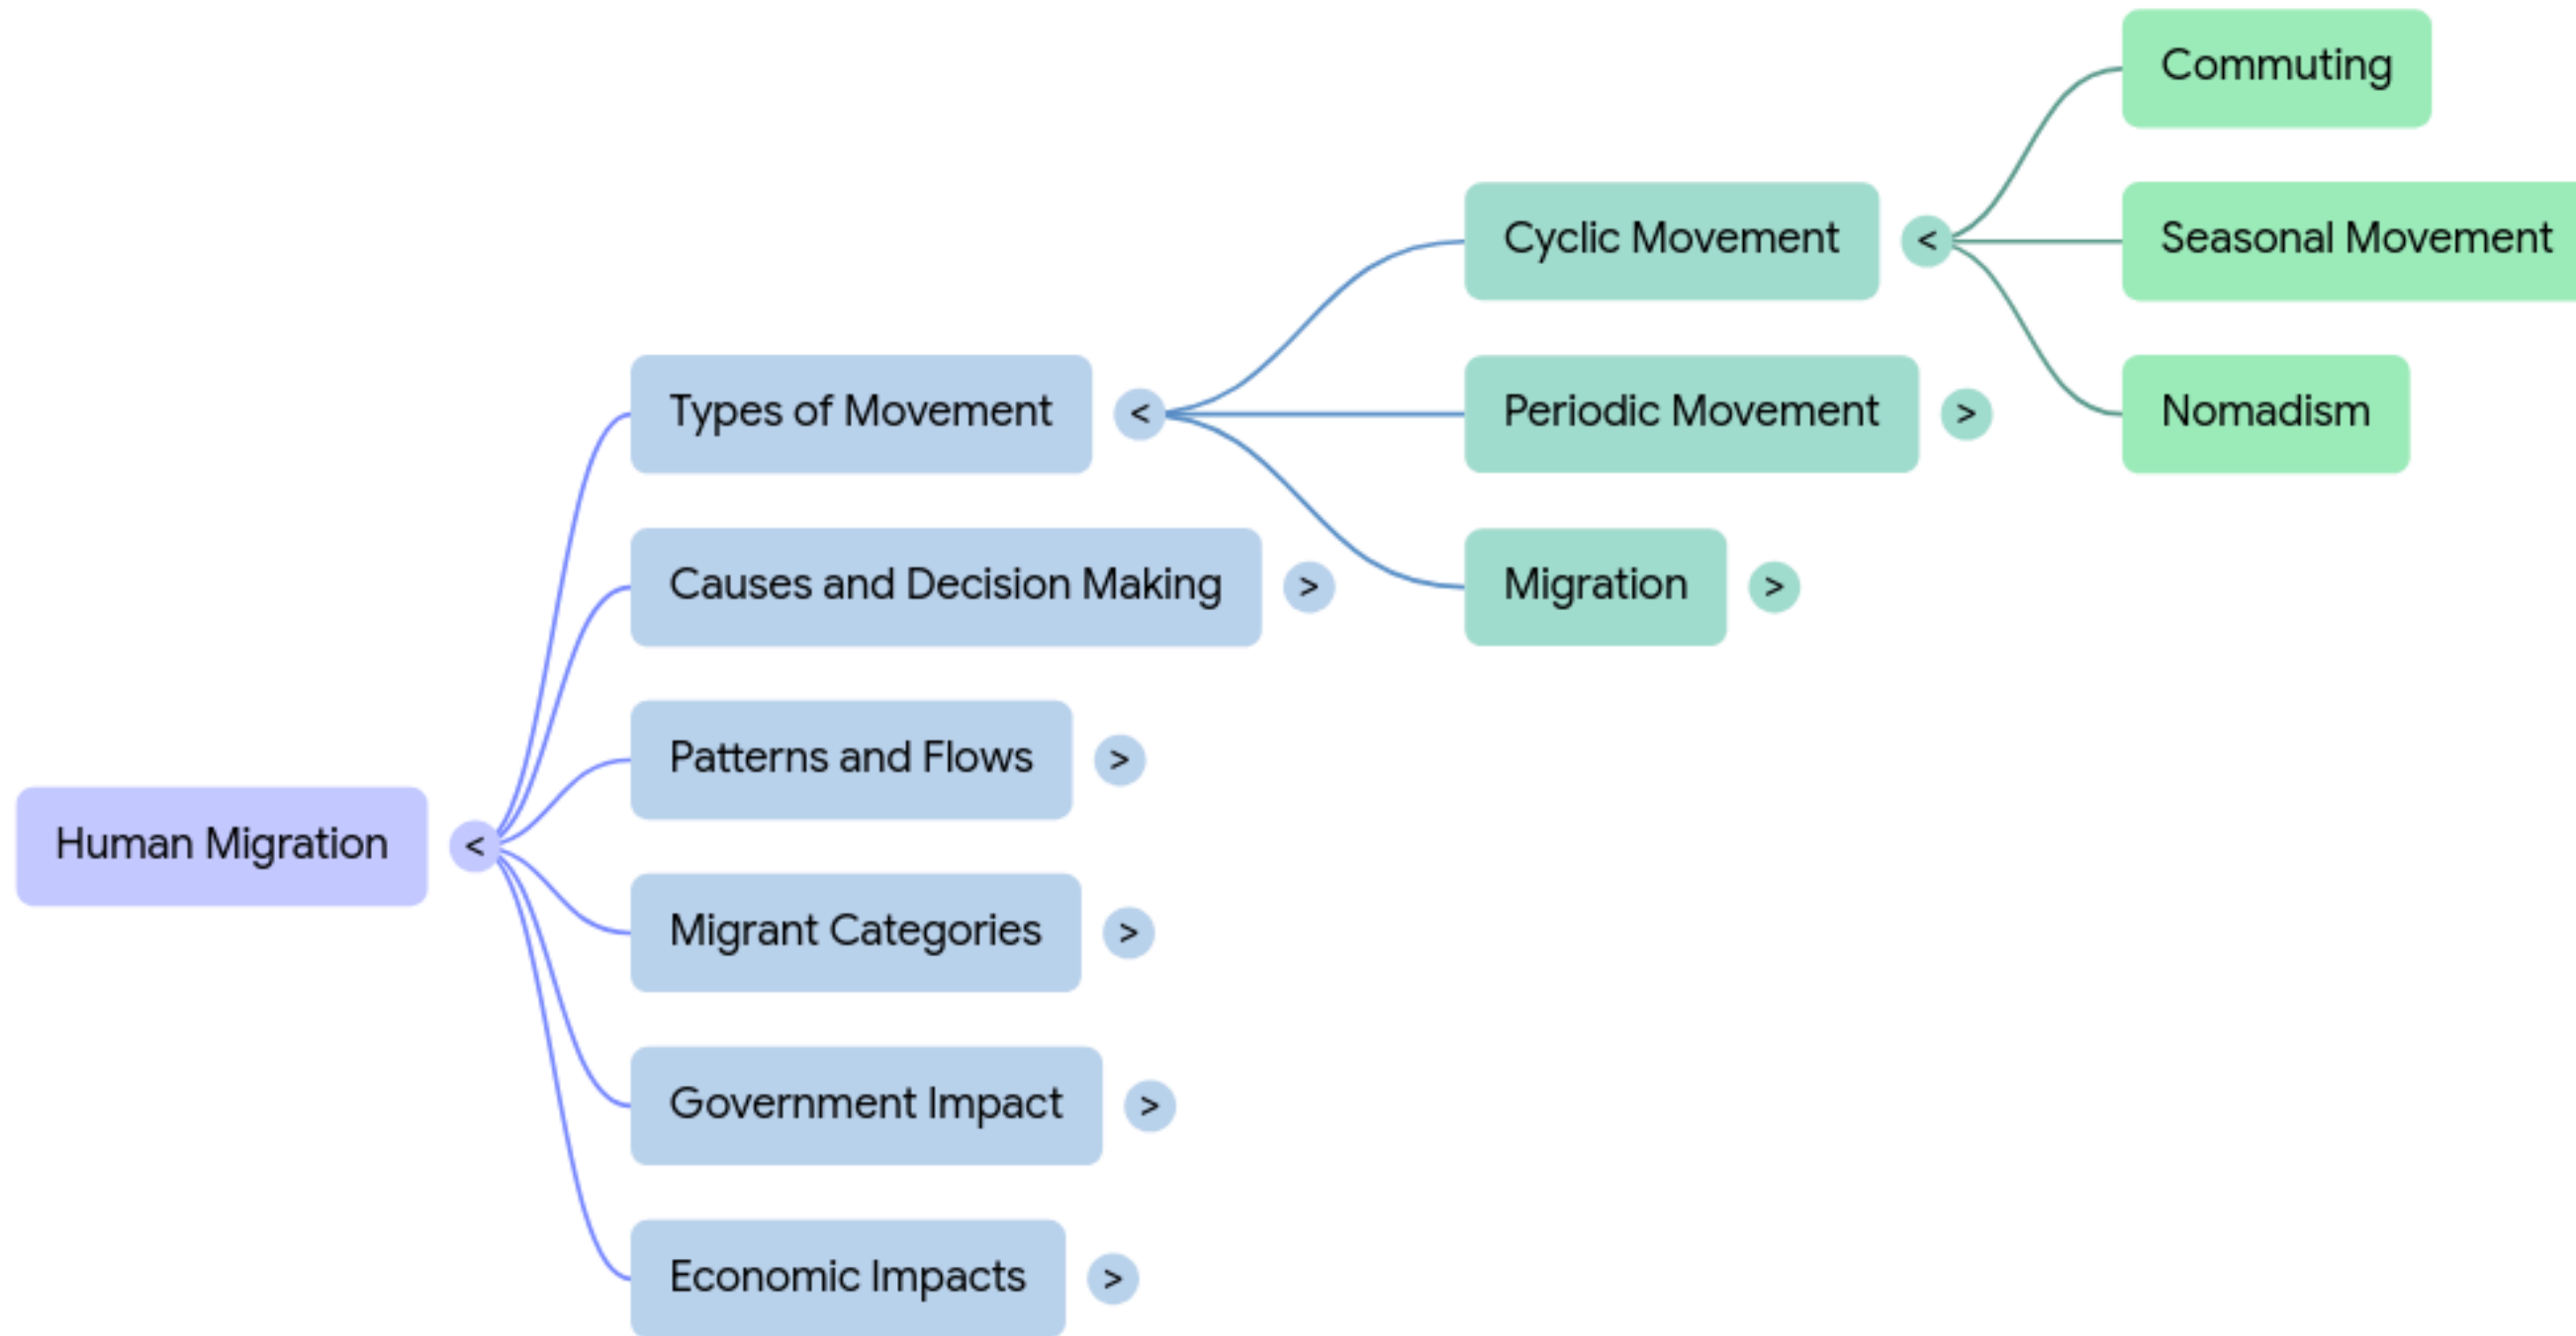 Human Migration <
Types of Movement <
Cyclic Movement <
Commuting
Seasonal Movement
Nomadism
Periodic Movement >
Migration >
Causes and Decision Making >
Patterns and Flows >
Migrant Categories >
Government Impact >
Economic Impacts >